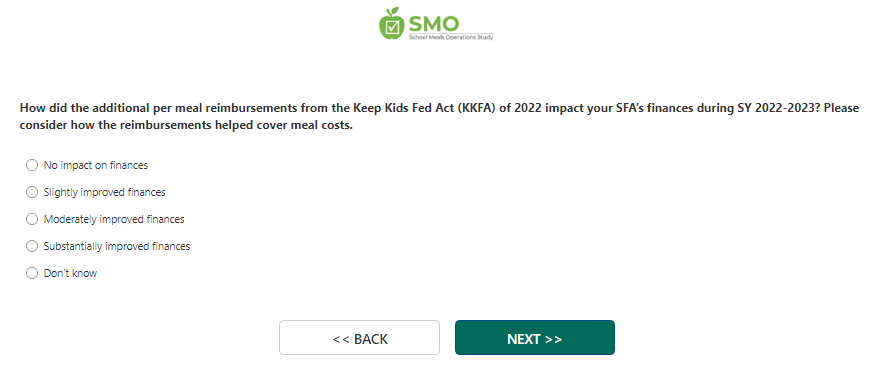 SMO
School Meals Operations Study
How did the additional per meal reimbursements from the Keep Kids Fed Act (KKFA) of 2022 impact your SFA's finances during SY 2022-2023? Please
consider how the reimbursements helped cover meal costs.
No impact on finances
Slightly improved finances
Moderately improved finances
Substantially improved finances
Don't know
<< BACK
NEXT >>